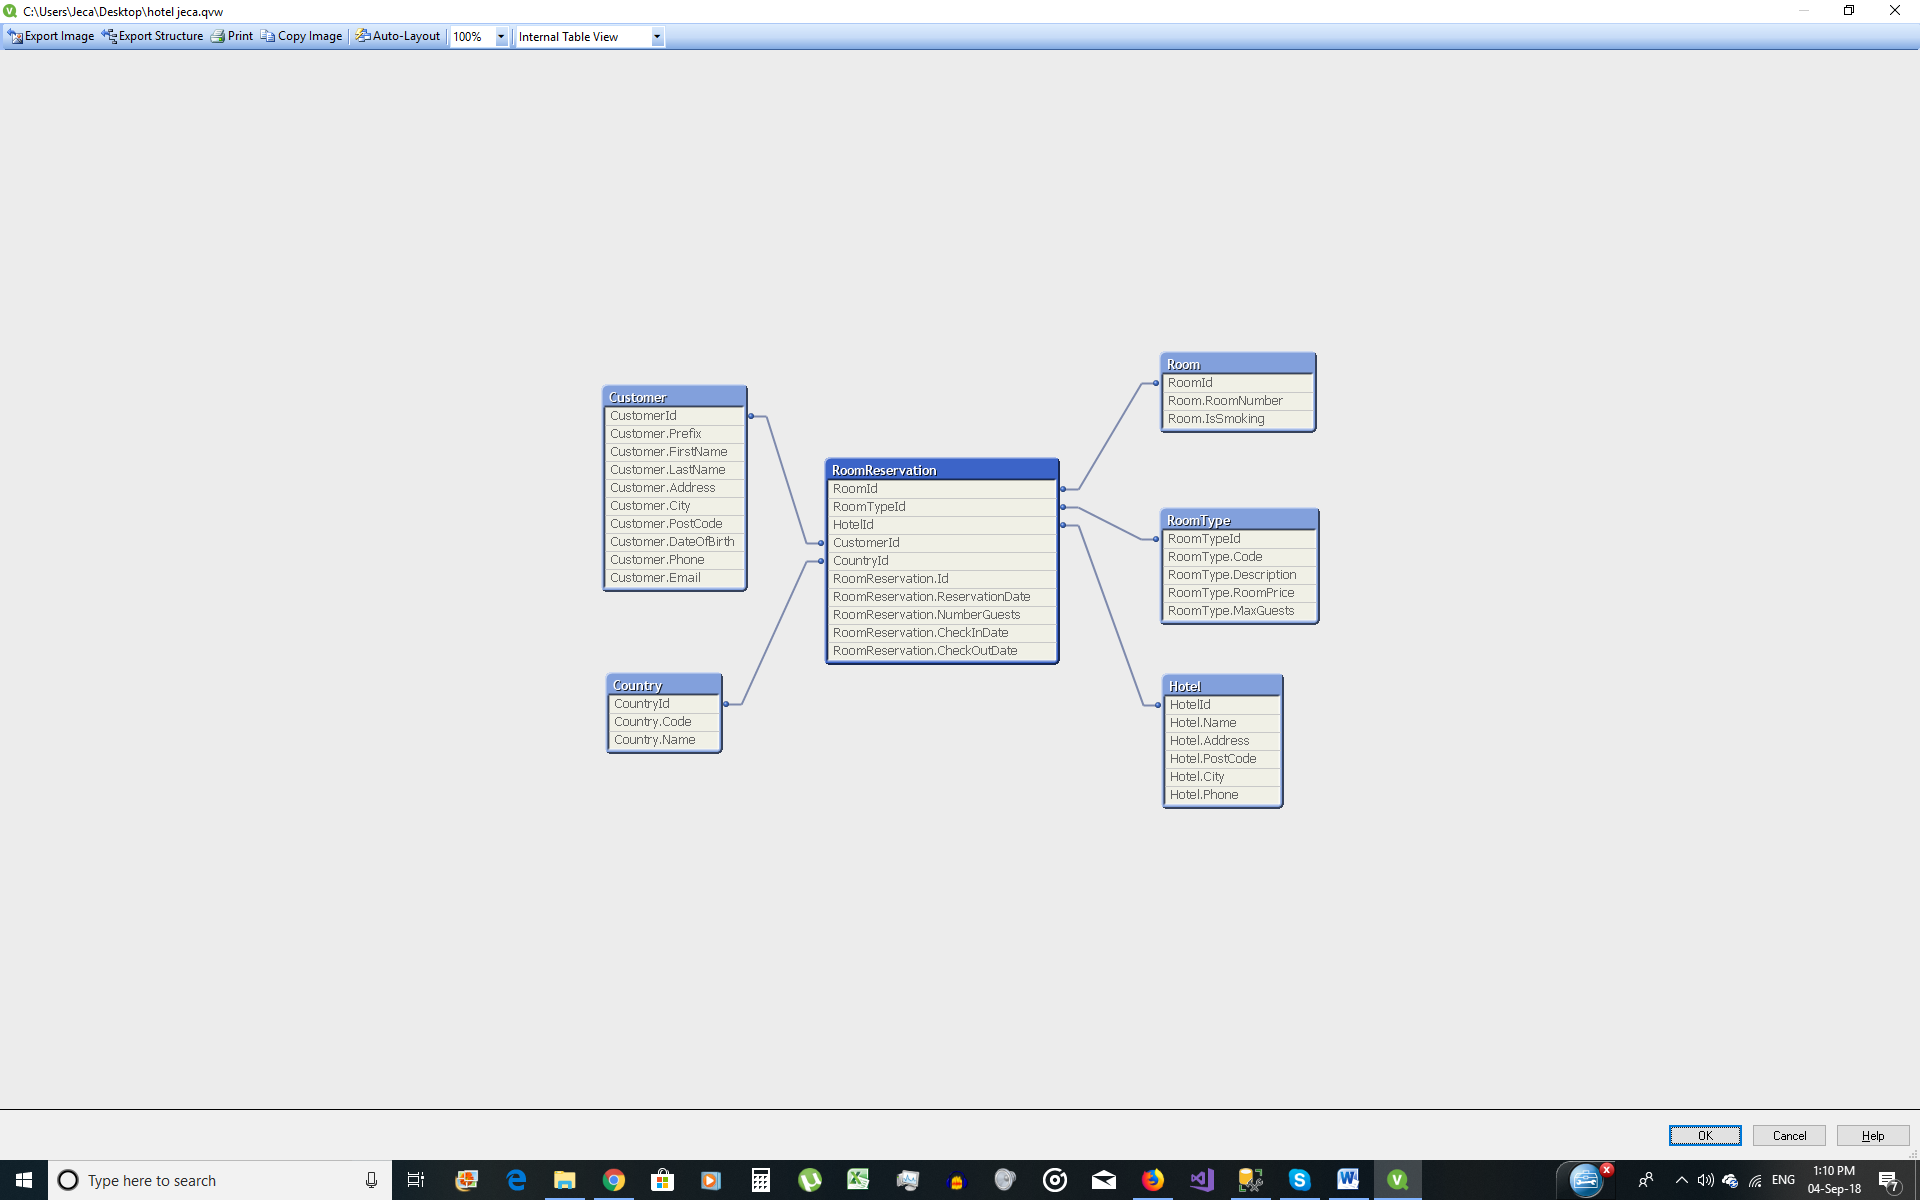 C:\Users\Jeca\Desktop\hotel jeca.qvw
Export Image Export Structure Print Copy Image Auto-Layout 100% Internal Table View
Customer
CustomerId
Customer.Prefix
Customer.FirstName
Customer.LastName
Customer.Address
Customer.City
Customer.PostCode
Customer.DateOfBirth
Customer.Phone
Customer.Email
Country
CountryId
Country.Code
Country.Name
RoomReservation
RoomId
RoomTypeId
HotelId
CustomerId
CountryId
RoomReservation.Id
RoomReservation.ReservationDate
RoomReservation.NumberGuests
RoomReservation.CheckInDate
RoomReservation.CheckOutDate
Room
RoomId
Room.RoomNumber
Room.IsSmoking
RoomType
RoomTypeId
RoomType.Code
RoomType.Description
RoomType.RoomPrice
RoomType.MaxGuests
Hotel
HotelId
Hotel.Name
Hotel.Address
Hotel.PostCode
Hotel.City
Hotel.Phone
OK Cancel Help
Type here to search
ENG
1:10 PM
04-Sep-18
7